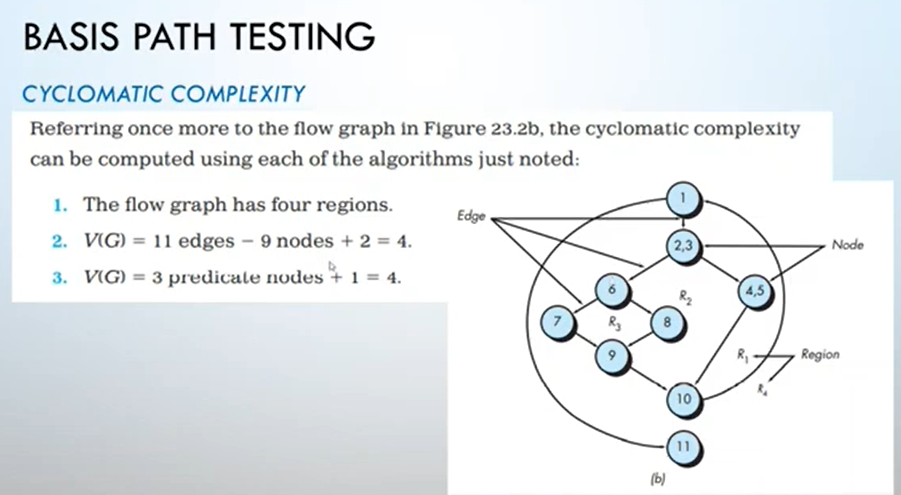 BASIS PATH TESTING
CYCLOMATIC COMPLEXITY
Referring once more to the flow graph in Figure 23.2b, the cyclomatic complexity
can be computed using each of the algorithms just noted:
1. The flow graph has four regions.
2. V(G) = 11 edges – 9 nodes + 2 = 4.
3. V(G) = 3 predicate nodes + 1 = 4.
1
Edge
2,3
Node
6
4,5
R2
7
R3
8
9
R1
Region
R4
10
11
(b)